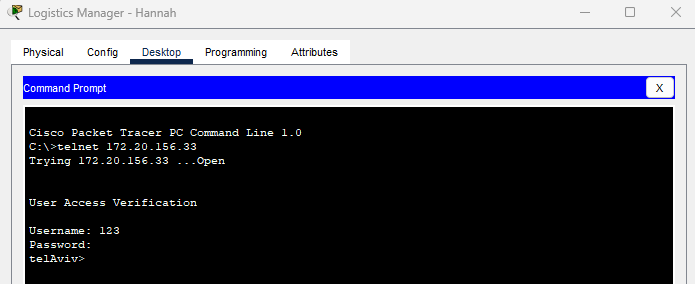 Logistics Manager - Hannah
Physical Config Desktop Programming Attributes
Command Prompt X
Cisco Packet Tracer PC Command Line 1.0
C:\>telnet 172.20.156.33
Trying 172.20.156.33 ...Open
User Access Verification
Username: 123
Password:
telAviv>